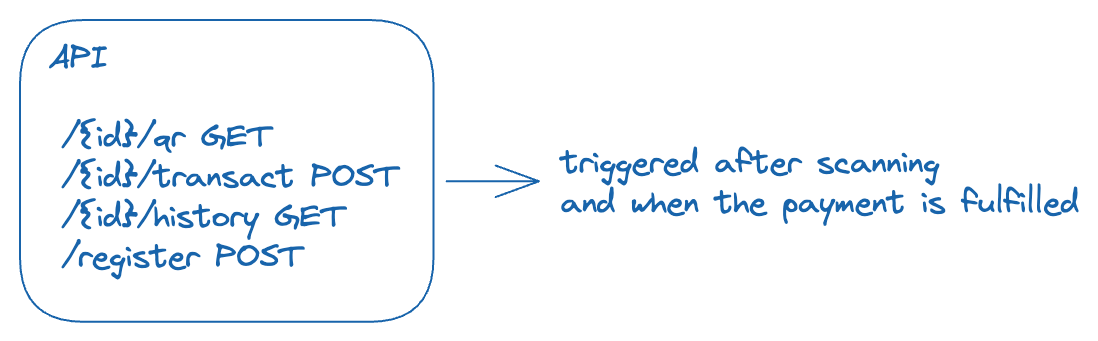 API
/{id}/qr GET
/{id}/transact POST
/{id}/history GET
/register POST
triggered after scanning
and when the payment is fulfilled